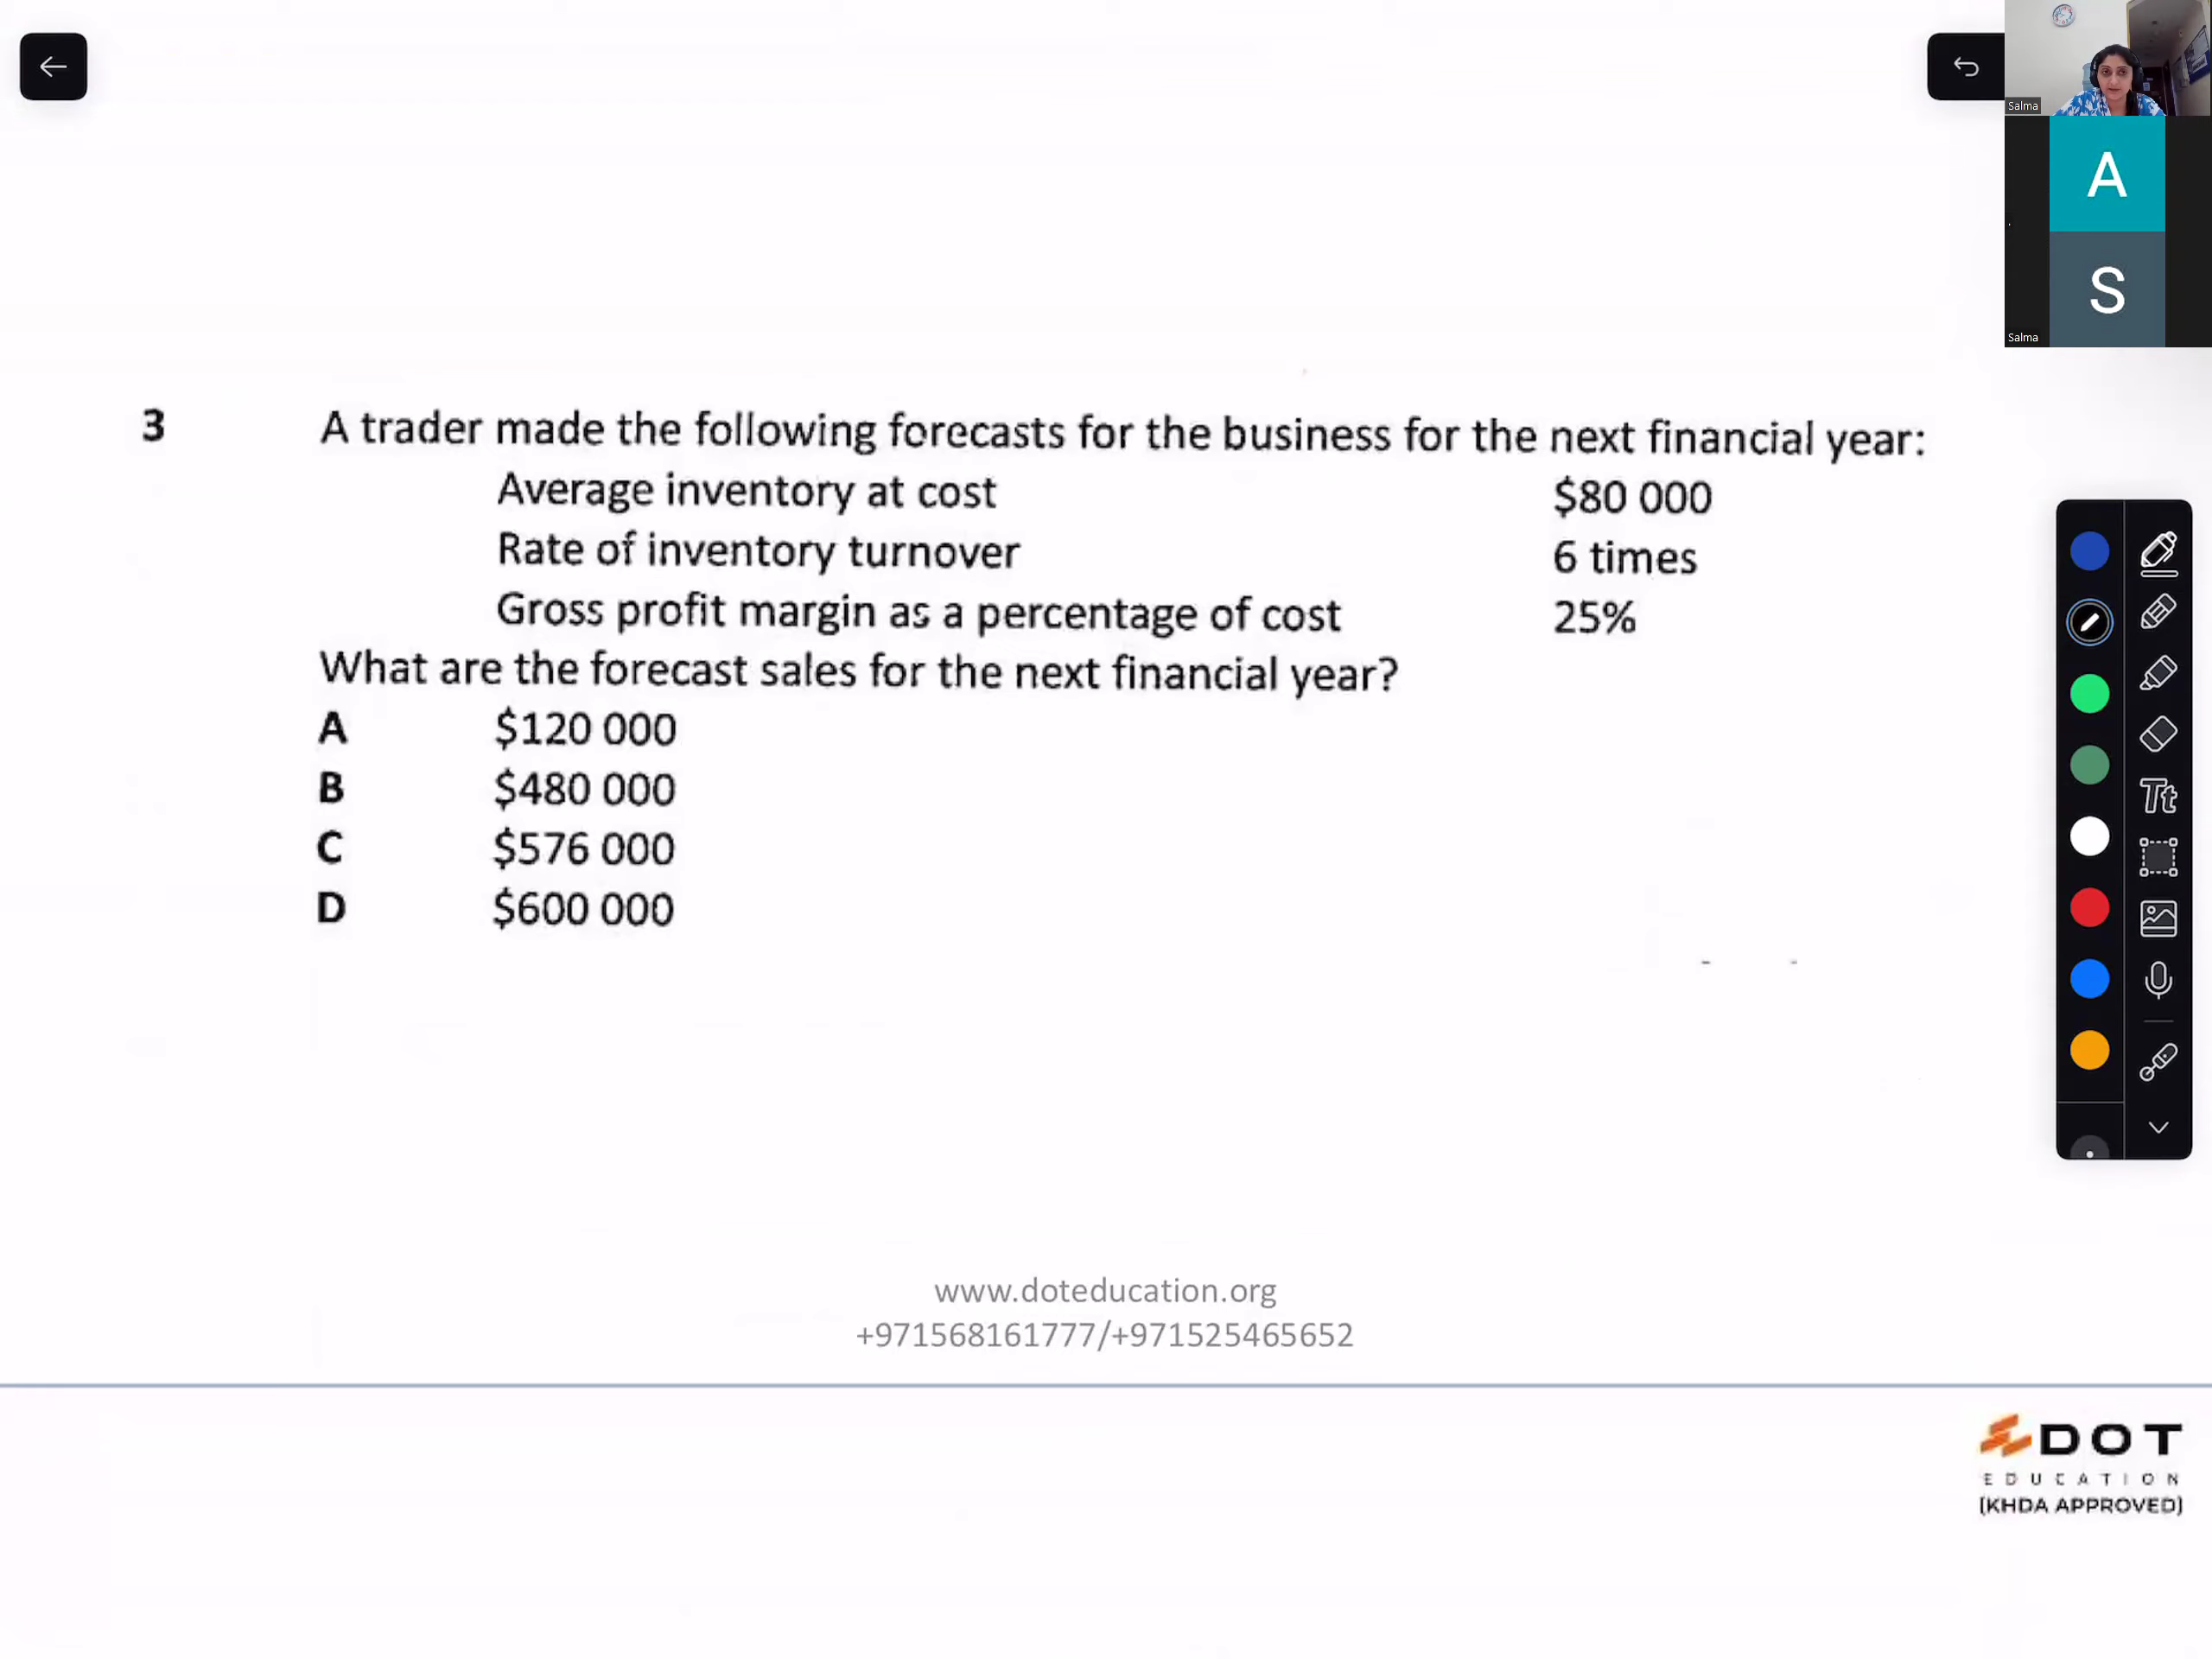 Salma
A
S
Salma
3 A trader made the following forecasts for the business for the next financial year:
Average inventory at cost $80 000
Rate of inventory turnover 6 times
Gross profit margin as a percentage of cost 25%
What are the forecast sales for the next financial year?
A $120 000
B $480 000
C $576 000
D $600 000
Tt
www.doteducation.org
+971568161777/+971525465652
DOT
EDUCATION
(KHDA APPROVED)